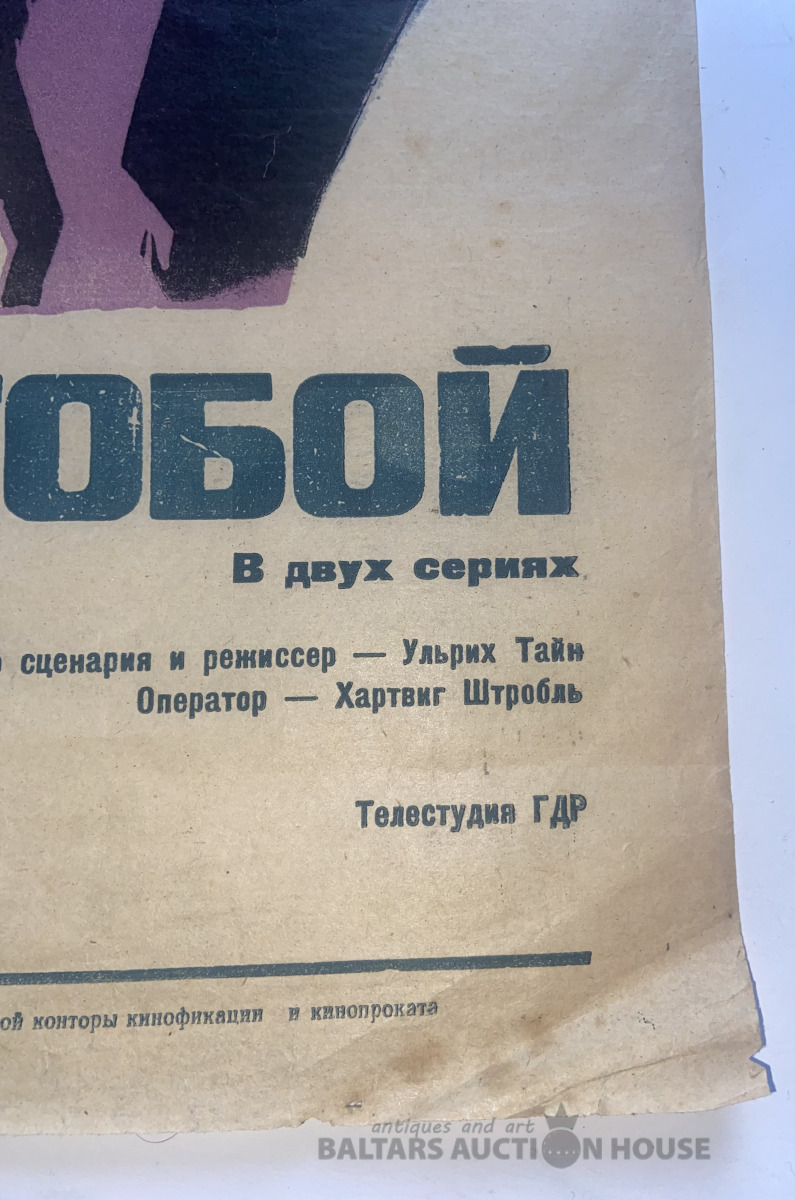 ТОБОЙ
В двух сериях
сценария и режиссер — Ульрих Тайн
Оператор — Хартвиг Штробль
Телестудия ГДР
ой конторы кинофикации и кинопроката
antiques and art
BALTARS AUCTION HOUSE